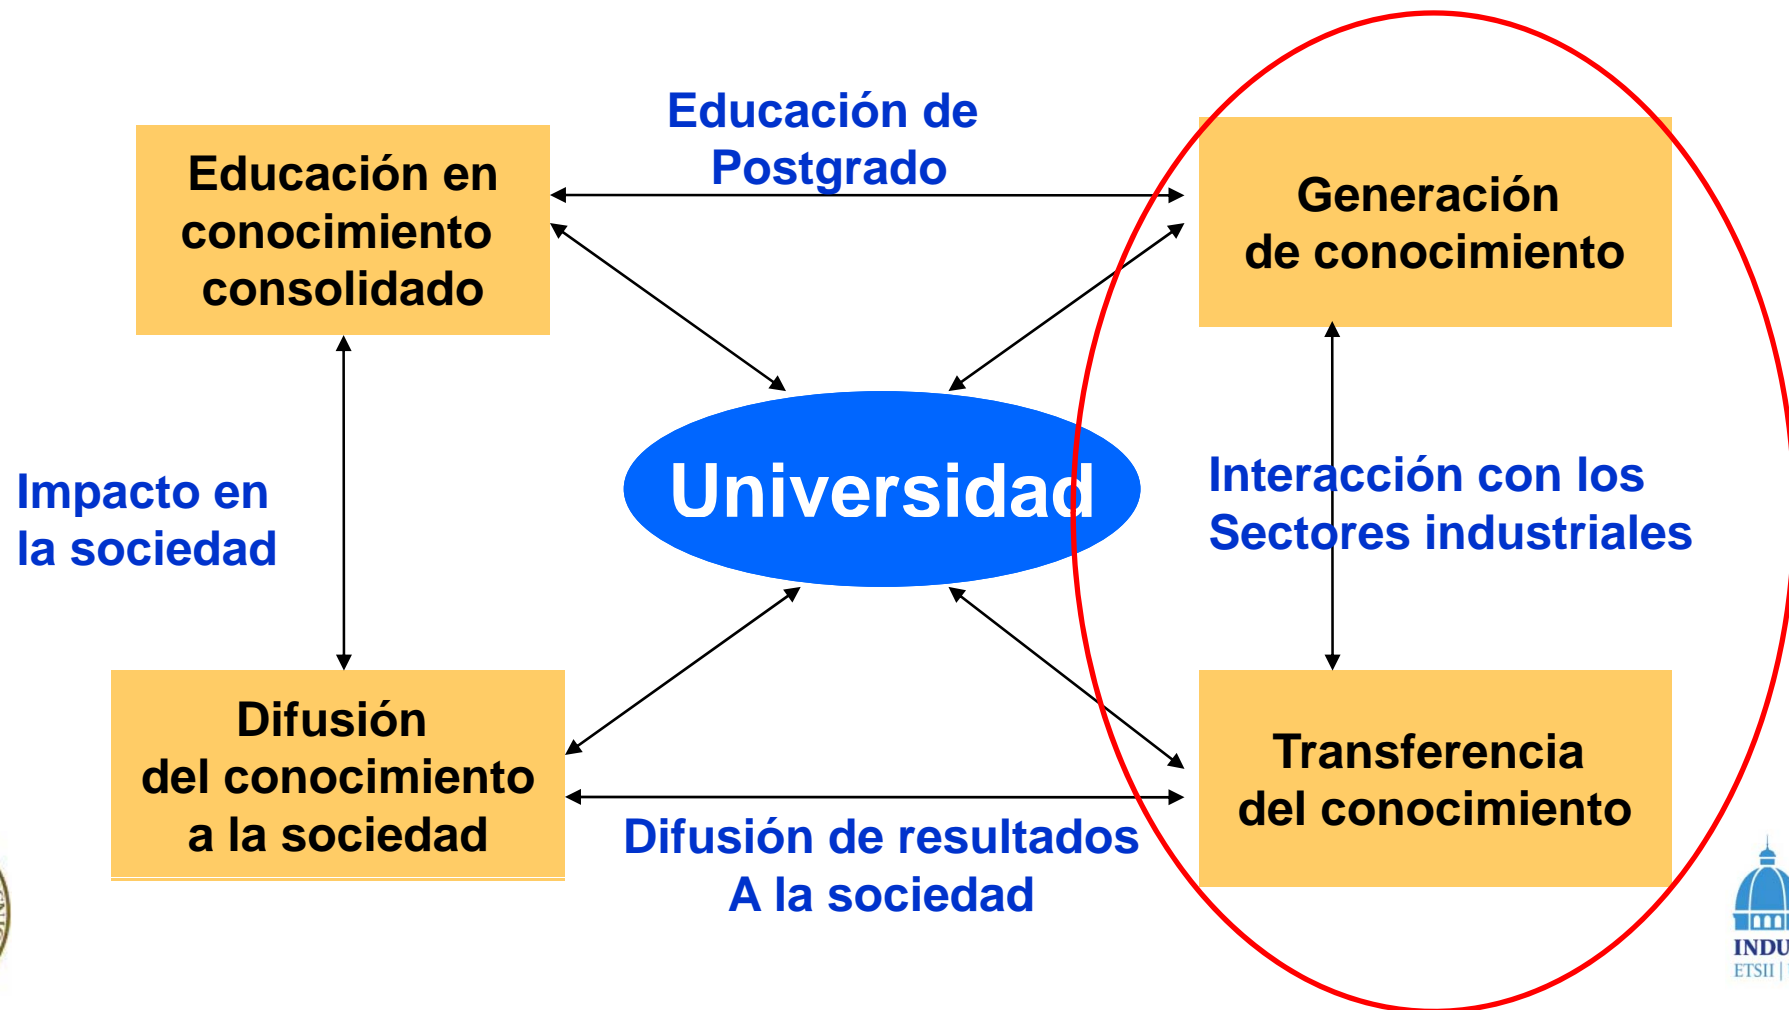 Educación de
Postgrado
Educación en
conocimiento
consolidado
Generación
de conocimiento
Impacto en
la sociedad
Universidad
Interacción con los
Sectores industriales
Difusión
del conocimiento
a la sociedad
Transferencia
del conocimiento
Difusión de resultados
A la sociedad
INDU
ETSII |